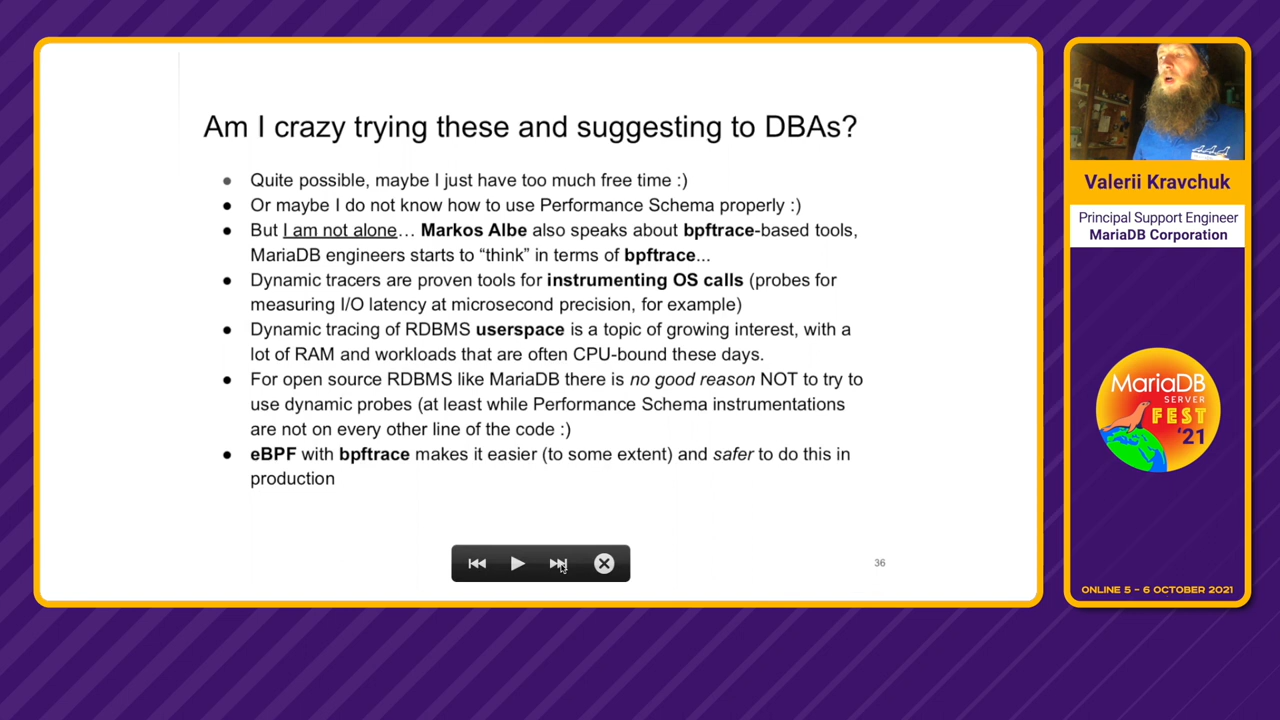 Am I crazy trying these and suggesting to DBAs?
● Quite possible, maybe I just have too much free time :)
● Or maybe I do not know how to use Performance Schema properly :)
● But I am not alone… Markos Albe also speaks about bpftrace-based tools,
MariaDB engineers starts to “think” in terms of bpftrace...
● Dynamic tracers are proven tools for instrumenting OS calls (probes for
measuring I/O latency at microsecond precision, for example)
● Dynamic tracing of RDBMS userspace is a topic of growing interest, with a
lot of RAM and workloads that are often CPU-bound these days.
● For open source RDBMS like MariaDB there is no good reason NOT to try to
use dynamic probes (at least while Performance Schema instrumentations
are not on every other line of the code :)
● eBPF with bpftrace makes it easier (to some extent) and safer to do this in
production
36
Valerii Kravchuk
Principal Support Engineer
MariaDB Corporation
MariaDB
SERVER
FEST
'21
ONLINE 5 – 6 OCTOBER 2021